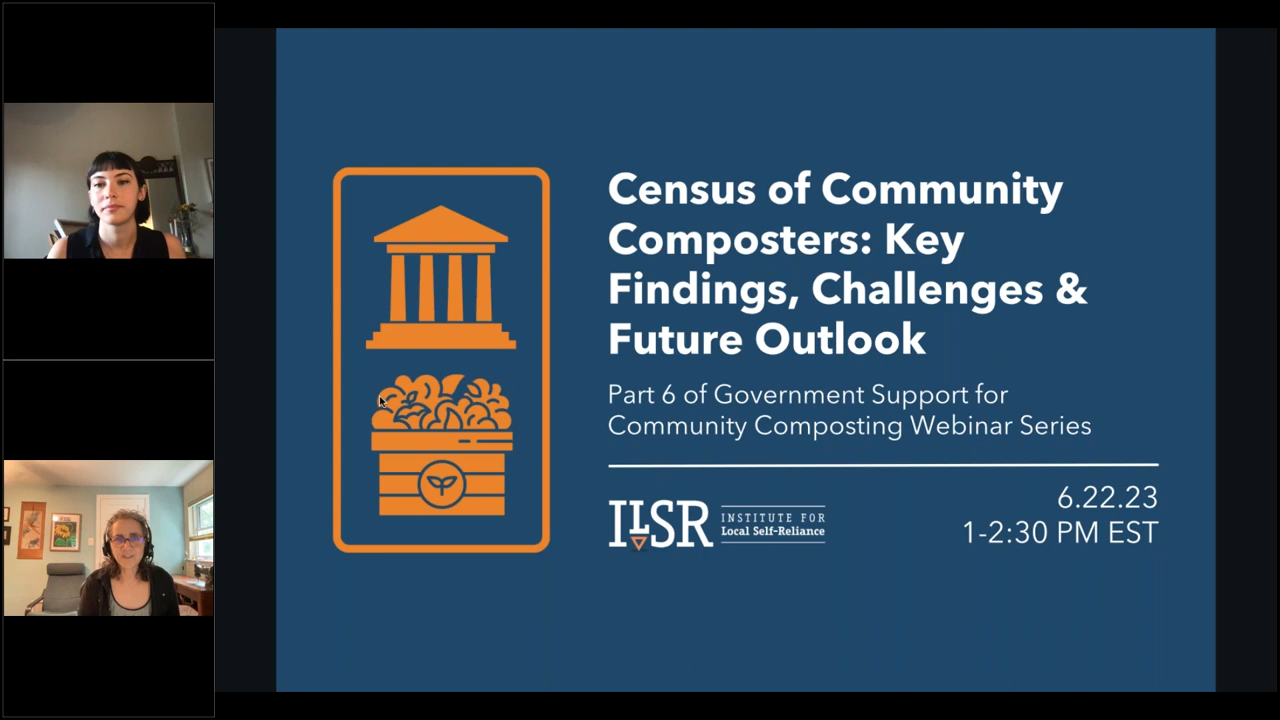 Census of Community
Composters: Key
Findings, Challenges &
Future Outlook
Part 6 of Government Support for
Community Composting Webinar Series
ILSR
INSTITUTE FOR
Local Self-Reliance
6.22.23
1-2:30 PM EST